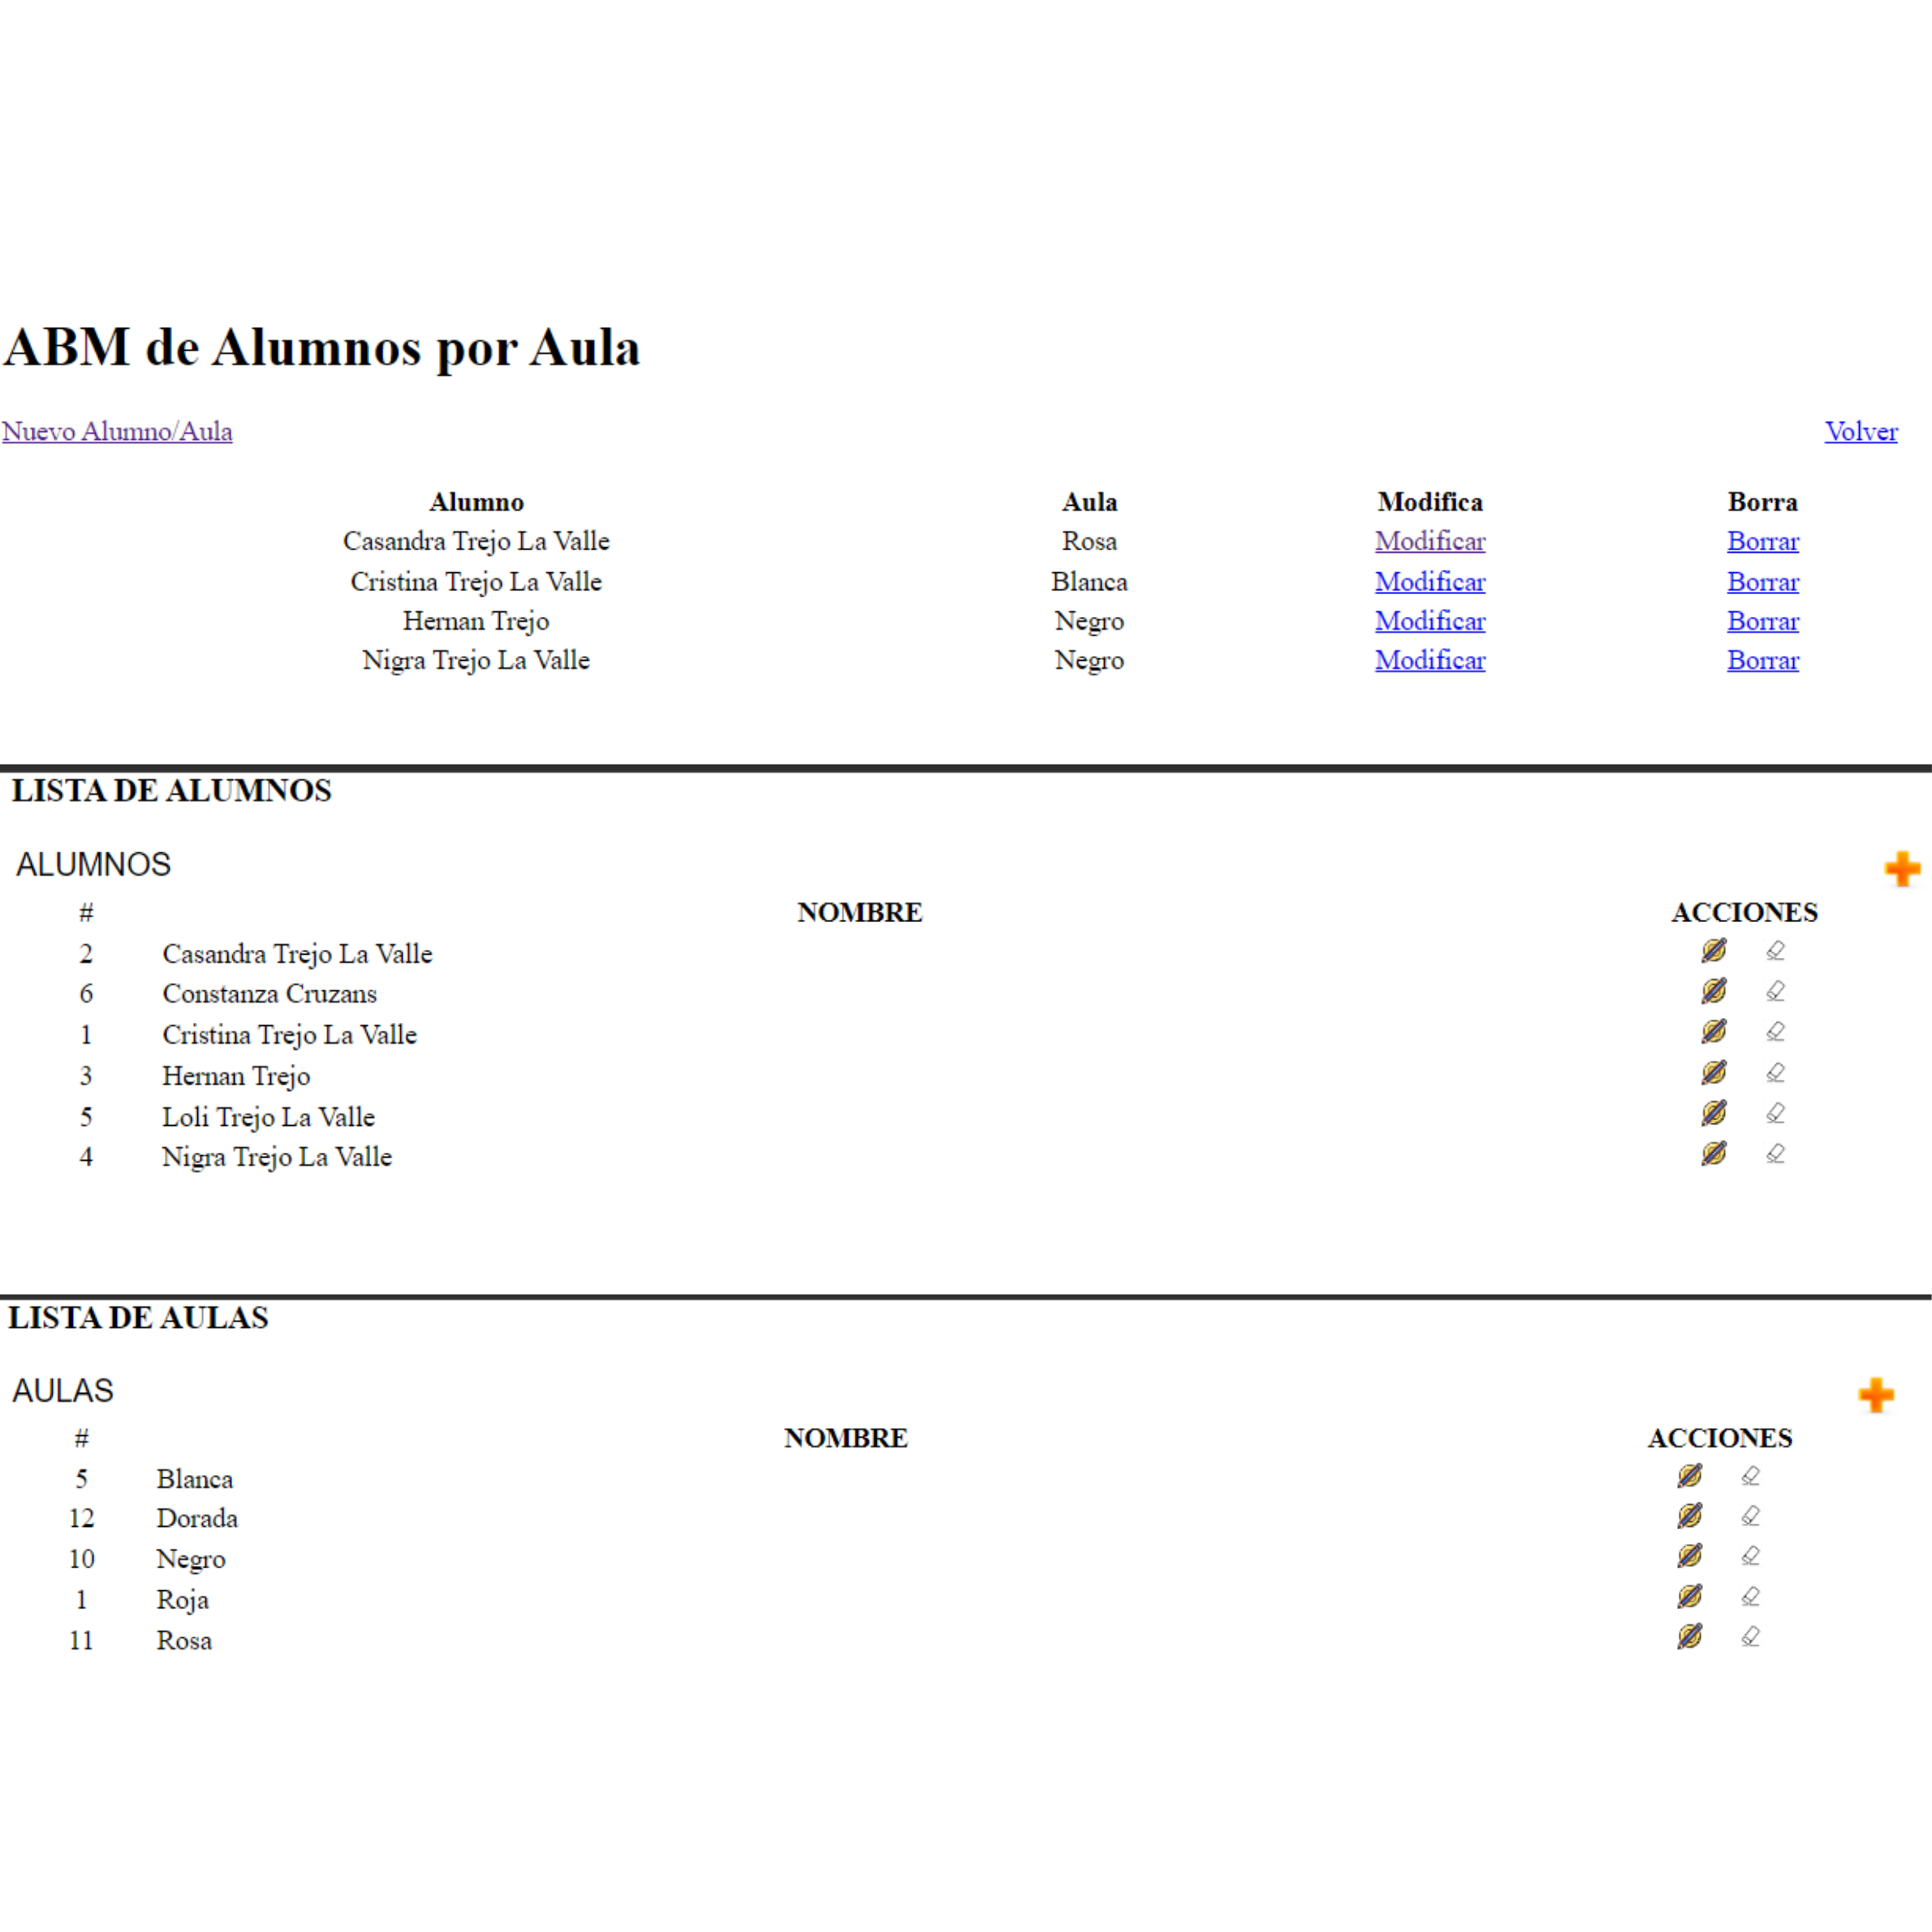 ABM de Alumnos por Aula
Nuevo Alumno/Aula Volver
Alumno Aula Modifica Borra
Casandra Trejo La Valle Rosa Modificar Borrar
Cristina Trejo La Valle Blanca Modificar Borrar
Hernan Trejo Negro Modificar Borrar
Nigra Trejo La Valle Negro Modificar Borrar
LISTA DE ALUMNOS
ALUMNOS
# NOMBRE ACCIONES
2 Casandra Trejo La Valle
6 Constanza Cruzans
1 Cristina Trejo La Valle
3 Hernan Trejo
5 Loli Trejo La Valle
4 Nigra Trejo La Valle
LISTA DE AULAS
AULAS
# NOMBRE ACCIONES
5 Blanca
12 Dorada
10 Negro
1 Roja
11 Rosa